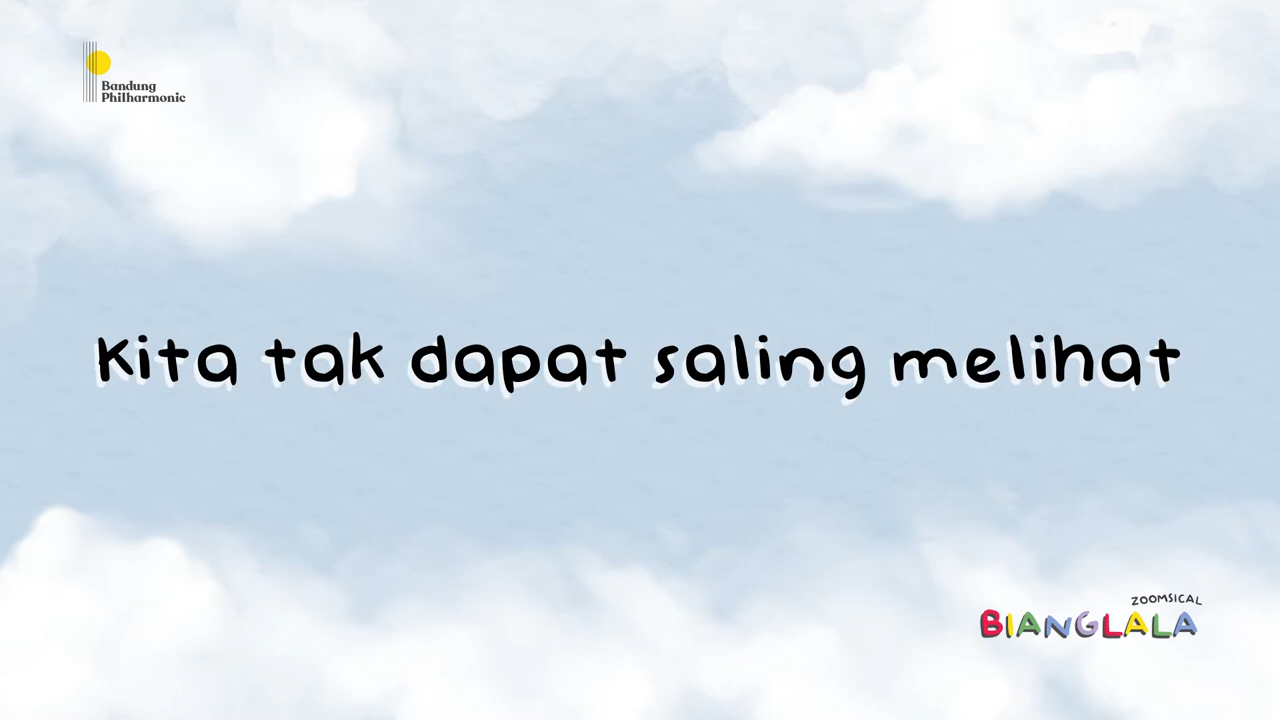 Bandung
Philharmonic
Kita tak dapat saling melihat
ZOOMSICAL
BIANGLALA